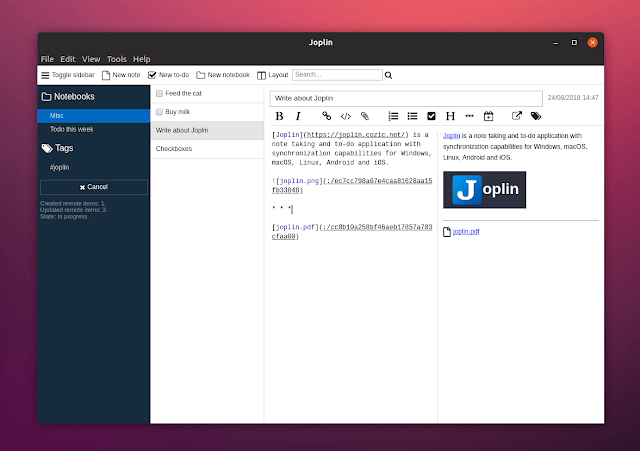 Joplin
File Edit View Tools Help
Toggle sidebar New note New to-do New notebook Layout Search...
Notebooks
Misc
Todo this week
Tags
#joplin
Cancel
Created remote items: 1.
Updated remote items: 3.
State: In progress.
Feed the cat
Buy milk
Write about Joplin
Checkboxes
Write about Joplin 24/08/2018 14:47
B I H
[Joplin](https://joplin.cozic.net/) is a
note taking and to-do application with
synchronization capabilities for Windows,
macOS, Linux, Android and iOS.
![joplin.png](:/ec7cc798a07e4caa81628aa15
fb33848)
* * *
[joplin.pdf](:/cc8b19a258bf46aeb17857a783
cfaa00)
Joplin is a note taking and to-do application with
synchronization capabilities for Windows, macOS,
Linux, Android and iOS.
Joplin
joplin.pdf